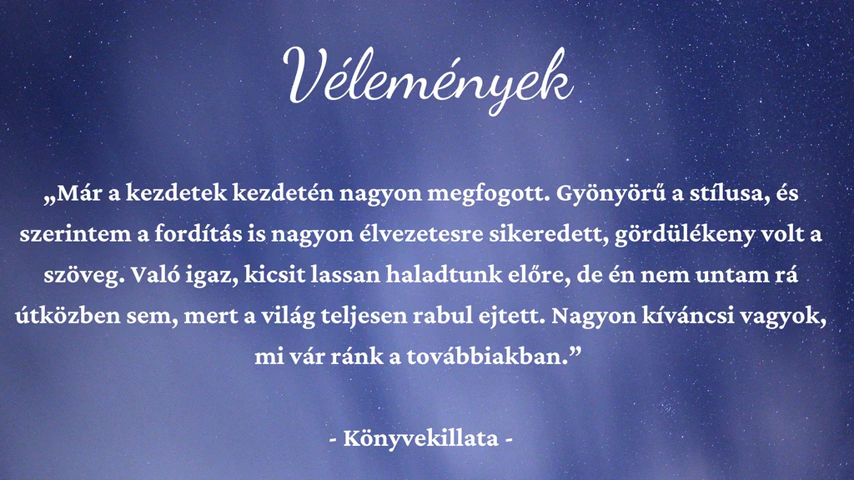 Vélemények
„Már a kezdetek kezdetén nagyon megfogott. Gyönyörű a stílusa, és
szerintem a fordítás is nagyon élvezetesre sikeredett, gördülékeny volt a
szöveg. Való igaz, kicsit lassan haladtunk előre, de én nem untam rá
útközben sem, mert a világ teljesen rabul ejtett. Nagyon kíváncsi vagyok,
mi vár ránk a továbbiakban.”
- Könyvekillata -